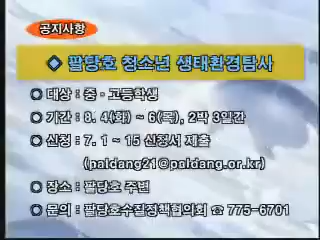 공지사항
◈ 팔당호 청소년 생태환경탐사
◎ 대상 : 중·고등학생
◎ 기간 : 8. 4(화) ~ 6(목), 2박 3일간
◎ 신청 : 7. 1 ~ 15 신청서 제출
(paldang21@paldang.or.kr)
◎ 장소 : 팔당호 주변
◎ 문의 : 팔당호수질정책협의회 ☎ 775-6701